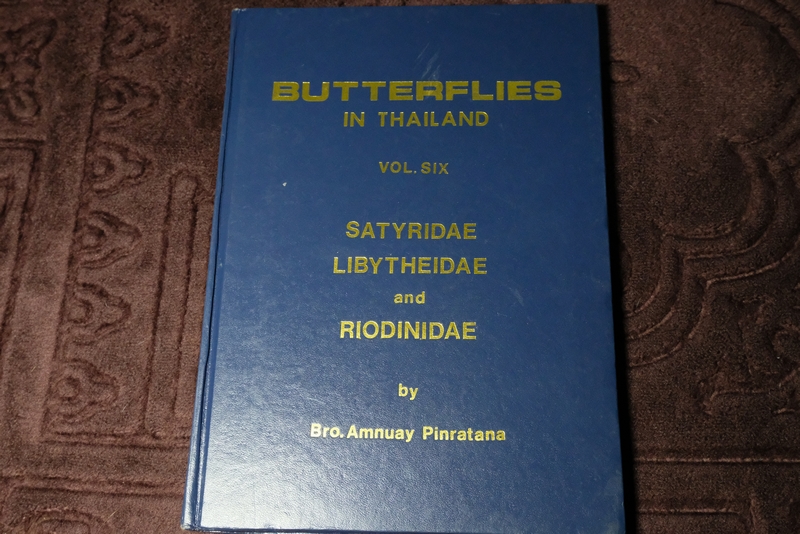 BUTTERFLIES
IN THAILAND
VOL. SIX
SATYRIDAE
LIBYTHEIDAE
and
RIODINIDAE
by
Bro. Amnuay Pinratana